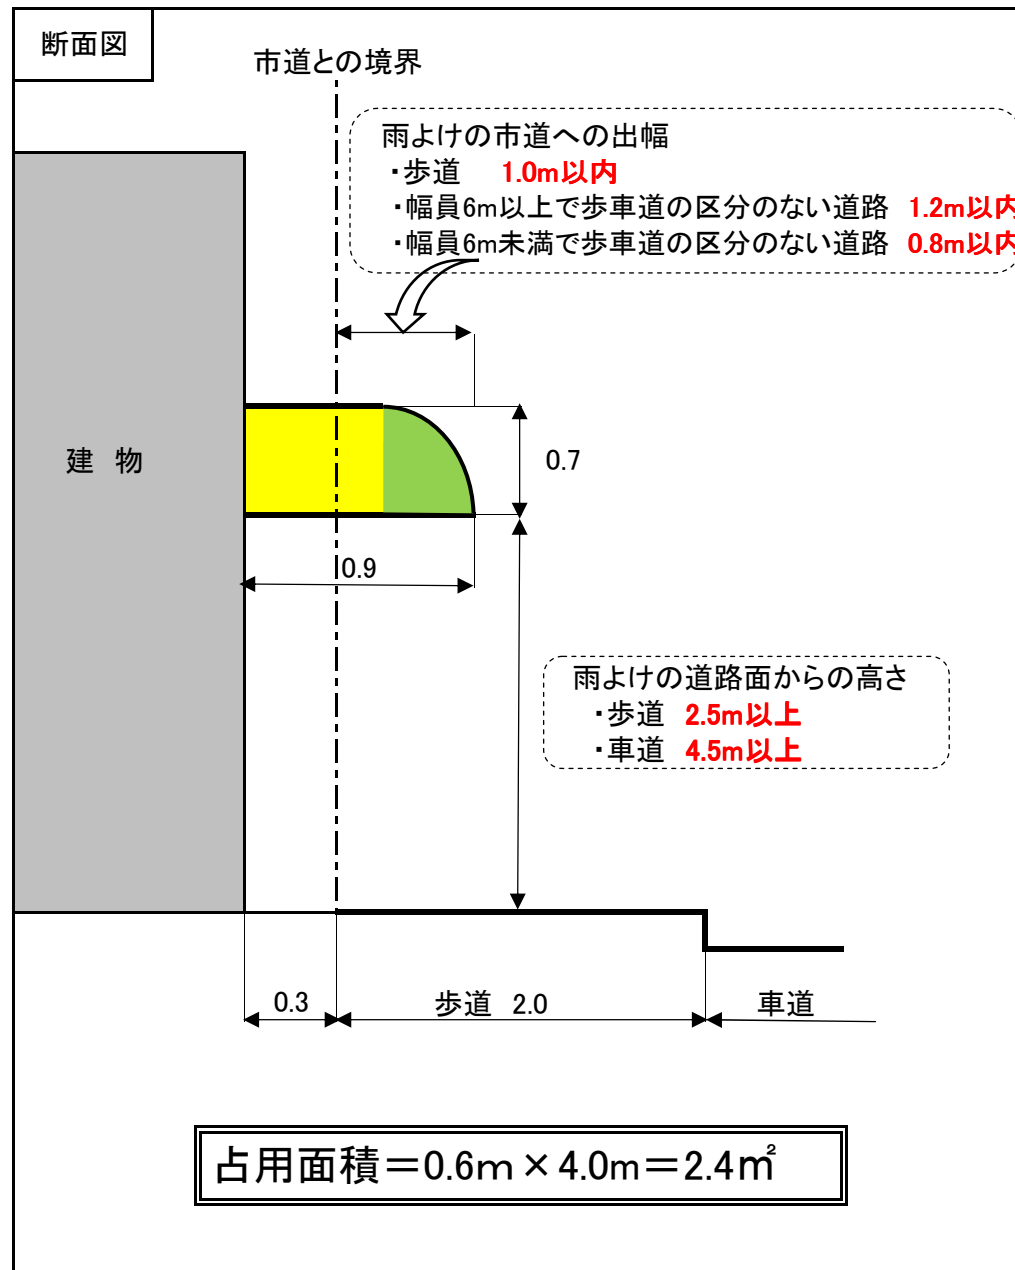 断面図
市道との境界
雨よけの市道への出幅
・歩道　1.0m以内
・幅員6m以上で歩車道の区分のない道路　1.2m以内
・幅員6m未満で歩車道の区分のない道路　0.8m以内
建　物
0.7
0.9
雨よけの道路面からの高さ
・歩道　2.5m以上
・車道　4.5m以上
0.3
歩道　2.0
車道
占用面積＝0.6m×4.0m＝2.4㎡